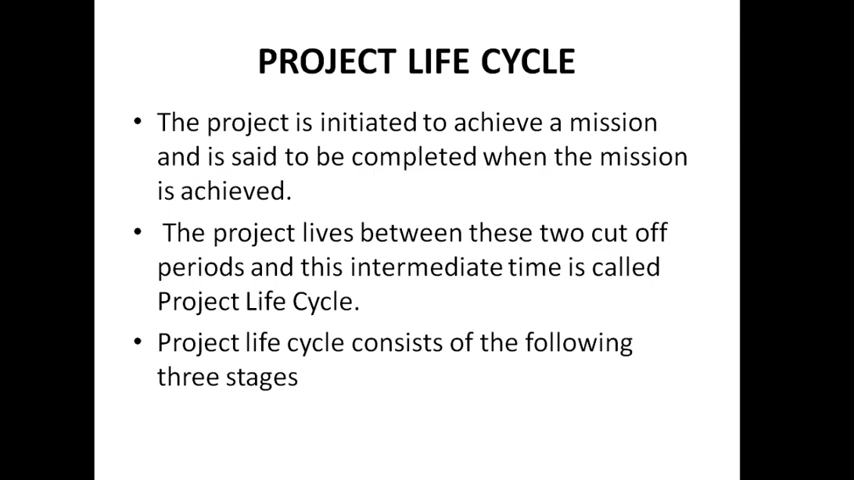 PROJECT LIFE CYCLE
• The project is initiated to achieve a mission
and is said to be completed when the mission
is achieved.
• The project lives between these two cut off
periods and this intermediate time is called
Project Life Cycle.
• Project life cycle consists of the following
three stages